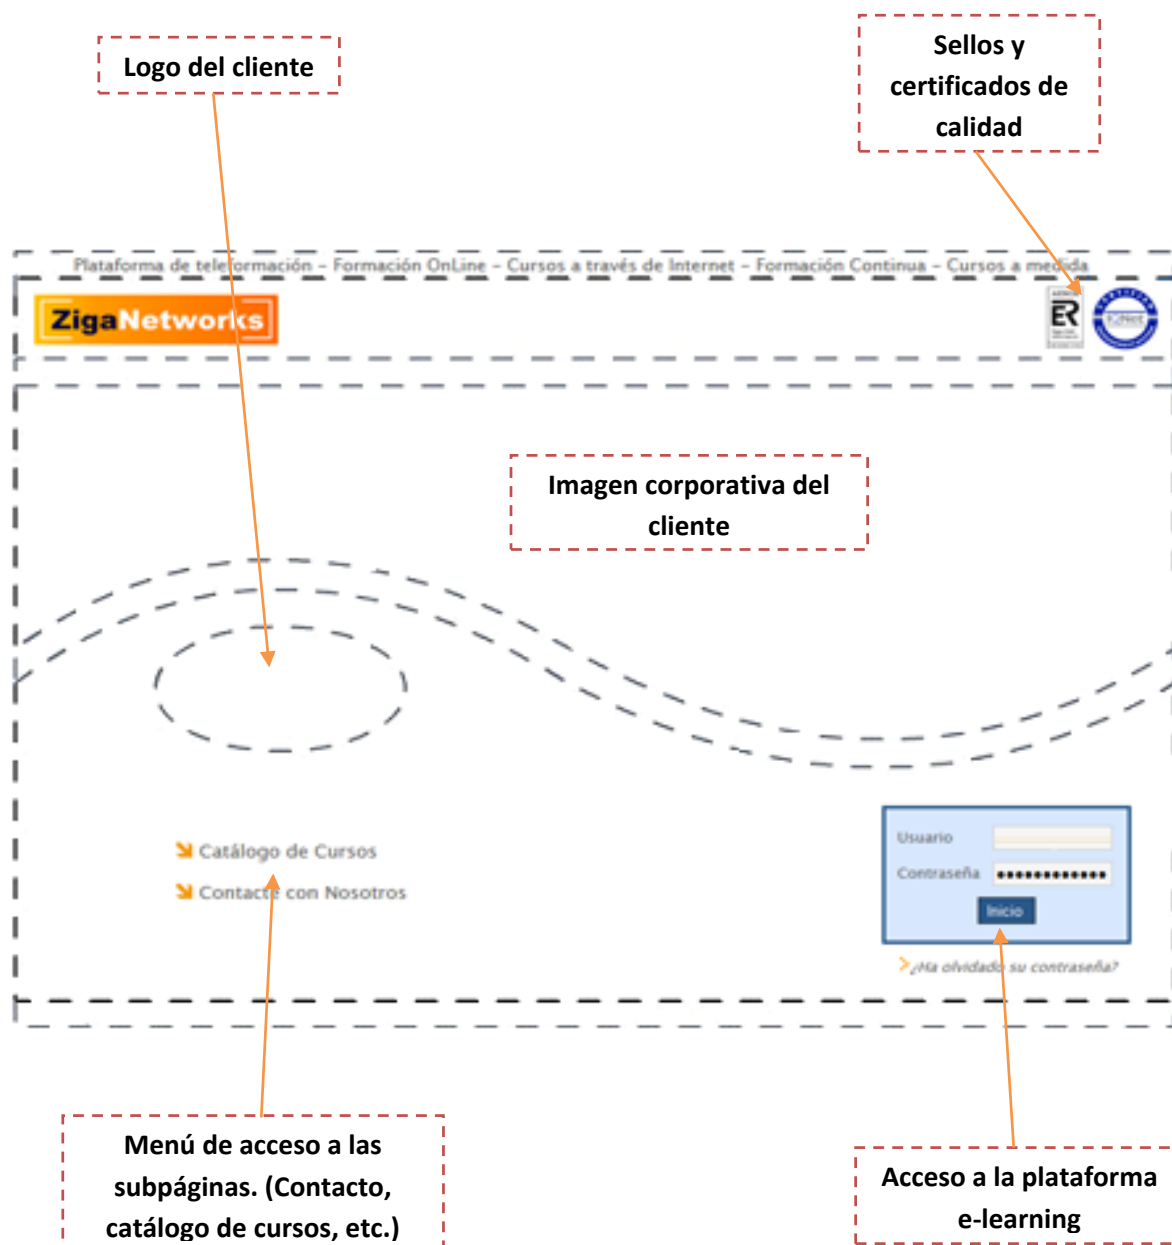 Logo del cliente
Sellos y
certificados de
calidad
Plataforma de teleformación – Formación OnLine – Cursos a través de Internet – Formación Continua – Cursos a medida
ZigaNetworks
ER
IQNet
Imagen corporativa del
cliente
Catálogo de Cursos
Contacte con Nosotros
Usuario
Contraseña
Inicio
¿Ha olvidado su contraseña?
Menú de acceso a las
subpáginas. (Contacto,
catálogo de cursos, etc.)
Acceso a la plataforma
e-learning